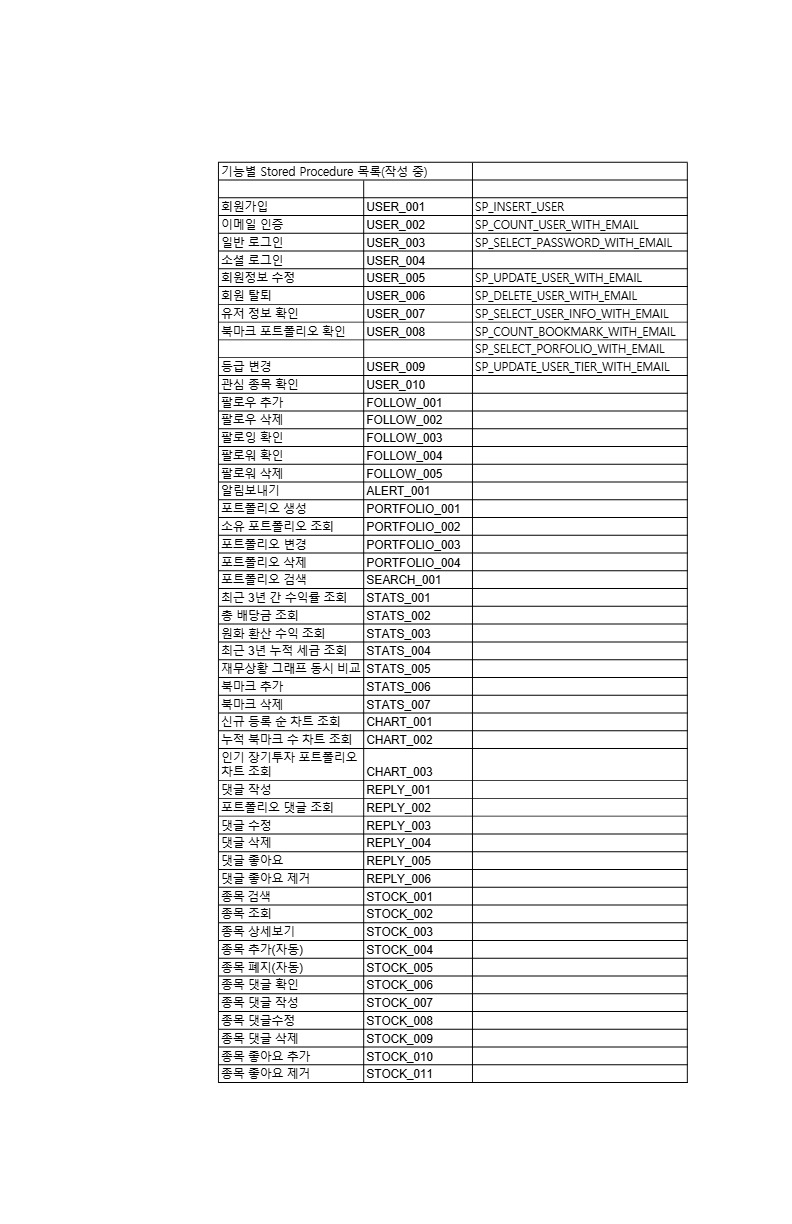 기능별 Stored Procedure 목록(작성 중)
회원가입 USER_001 SP_INSERT_USER
이메일 인증 USER_002 SP_COUNT_USER_WITH_EMAIL
일반 로그인 USER_003 SP_SELECT_PASSWORD_WITH_EMAIL
소셜 로그인 USER_004
회원정보 수정 USER_005 SP_UPDATE_USER_WITH_EMAIL
회원 탈퇴 USER_006 SP_DELETE_USER_WITH_EMAIL
유저 정보 확인 USER_007 SP_SELECT_USER_INFO_WITH_EMAIL
북마크 포트폴리오 확인 USER_008 SP_COUNT_BOOKMARK_WITH_EMAIL
SP_SELECT_PORFOLIO_WITH_EMAIL
등급 변경 USER_009 SP_UPDATE_USER_TIER_WITH_EMAIL
관심 종목 확인 USER_010
팔로우 추가 FOLLOW_001
팔로우 삭제 FOLLOW_002
팔로잉 확인 FOLLOW_003
팔로워 확인 FOLLOW_004
팔로워 삭제 FOLLOW_005
알림보내기 ALERT_001
포트폴리오 생성 PORTFOLIO_001
소유 포트폴리오 조회 PORTFOLIO_002
포트폴리오 변경 PORTFOLIO_003
포트폴리오 삭제 PORTFOLIO_004
포트폴리오 검색 SEARCH_001
최근 3년 간 수익률 조회 STATS_001
총 배당금 조회 STATS_002
원화 환산 수익 조회 STATS_003
최근 3년 누적 세금 조회 STATS_004
재무상황 그래프 동시 비교 STATS_005
북마크 추가 STATS_006
북마크 삭제 STATS_007
신규 등록 순 차트 조회 CHART_001
누적 북마크 수 차트 조회 CHART_002
인기 장기투자 포트폴리오
차트 조회 CHART_003
댓글 작성 REPLY_001
포트폴리오 댓글 조회 REPLY_002
댓글 수정 REPLY_003
댓글 삭제 REPLY_004
댓글 좋아요 REPLY_005
댓글 좋아요 제거 REPLY_006
종목 검색 STOCK_001
종목 조회 STOCK_002
종목 상세보기 STOCK_003
종목 추가(자동) STOCK_004
종목 폐지(자동) STOCK_005
종목 댓글 확인 STOCK_006
종목 댓글 작성 STOCK_007
종목 댓글수정 STOCK_008
종목 댓글 삭제 STOCK_009
종목 좋아요 추가 STOCK_010
종목 좋아요 제거 STOCK_011